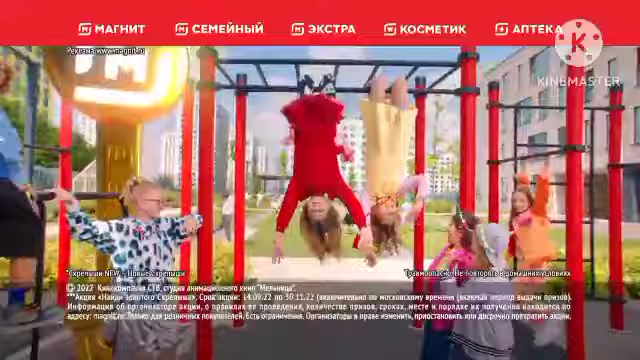 МАГНИТ СЕМЕЙНЫЙ ЭКСТРА КОСМЕТИК АПТЕКА
Реклама www.magnit.ru
KINEMASTER
*Скрепыши NEW – Новые Скрепыши
Травмоопасно. Не повторять в домашних условиях
© 2022 Кинокомпания СТВ, студия анимационного кино "Мельница".
**Акция «Найди золотого Скрепыша». Срок акции: 14.09.22 по 30.11.22 (включительно по московскому времени) (включая период выдачи призов).
Информация об организаторе акции, о правилах ее проведения, количестве призов, сроках, месте и порядке их получения находится по
адресу: magnit.ru Только для розничных покупателей. Есть ограничения. Организаторы в праве изменить, приостановить или досрочно прекратить акции.